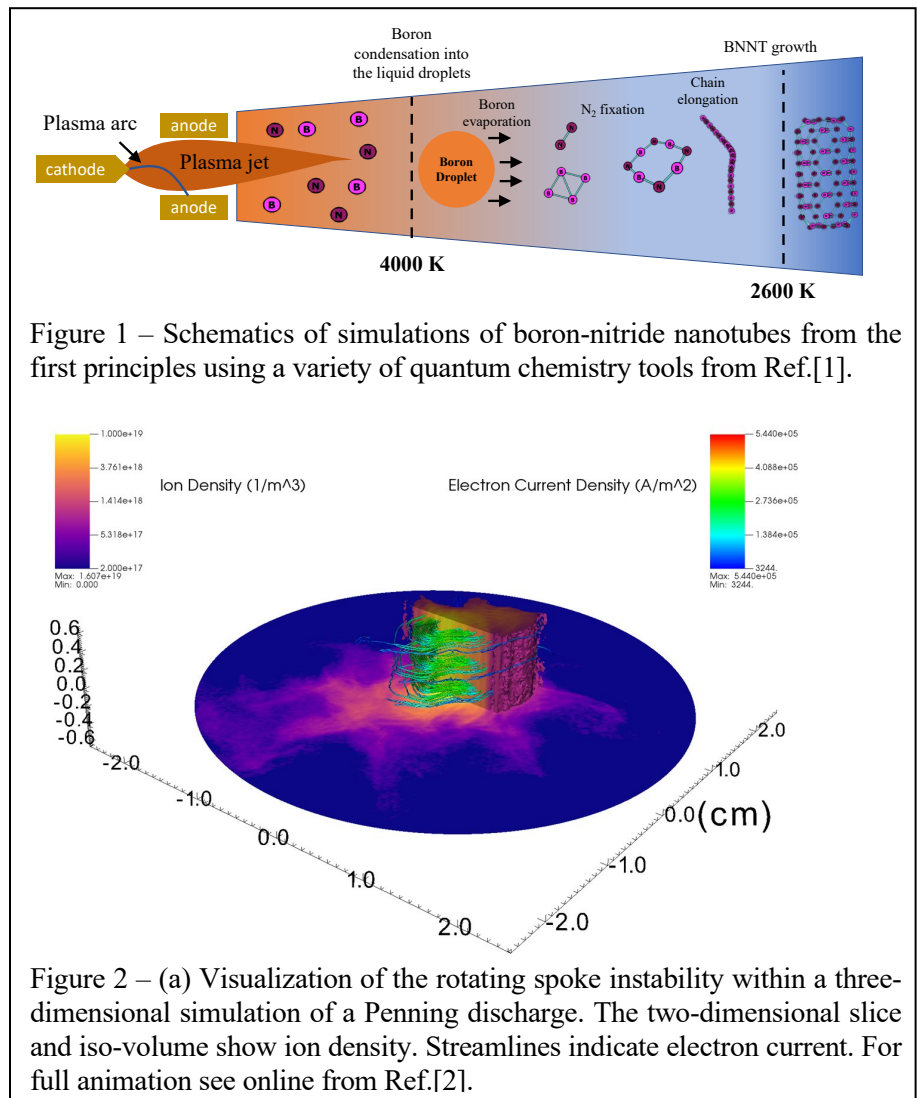 Boron
condensation into
the liquid droplets
BNNT growth
Chain
elongation
Boron
evaporation
N2 fixation
Plasma arc
anode
cathode
Plasma jet
anode
N
B
N
B
N
B
N
Boron
Droplet
4000 K
2600 K
Figure 1 – Schematics of simulations of boron-nitride nanotubes from the
first principles using a variety of quantum chemistry tools from Ref.[1].
1.000e+19
3.761e+18
1.414e+18
5.318e+17
2.000e+17
Max: 1.607e+19
Min: 0.000
Ion Density (1/m^3)
Electron Current Density (A/m^2)
5.440e+05
4.088e+05
2.736e+05
1.384e+05
3244.
Max: 5.440e+05
Min: 3244.
0.6
0.4
0.2
0.0
-0.2
-0.4
-0.6
-2.0
-1.0
0.0
1.0
2.0
2.0
1.0
0.0
(cm)
-1.0
-2.0
Figure 2 – (a) Visualization of the rotating spoke instability within a three-
dimensional simulation of a Penning discharge. The two-dimensional slice
and iso-volume show ion density. Streamlines indicate electron current. For
full animation see online from Ref.[2].